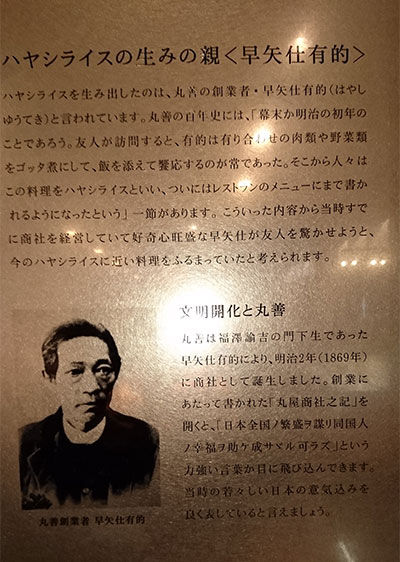 ハヤシライスの生みの親＜早矢仕有的＞
ハヤシライスを生み出したのは、丸善の創業者・早矢仕有的（はやし
ゆうてき）と言われています。丸善の百年史には、「幕末か明治の初年の
ことであろう。友人が訪問すると、有的は有り合わせの肉類や野菜類
をゴッタ煮にして、飯を添えて饗応するのが常であった。そこから人々は
この料理をハヤシライスといい、ついにはレストランのメニューにまで書か
れるようになったという」一節があります。こういった内容から当時すで
に商社を経営していて好奇心旺盛な早矢仕が友人を驚かせようと、
今のハヤシライスに近い料理をふるまっていたと考えられます。
文明開化と丸善
丸善は福澤諭吉の門下生であった
早矢仕有的により、明治2年（1869年）
に商社として誕生しました。創業に
あたって書かれた「丸屋商社之記」を
開くと、「日本全国ノ繁盛ヲ謀リ同国人
ノ幸福ヲ助ケ成サヾル可ラズ」という
力強い言葉が目に飛び込んできます。
当時の若々しい日本の意気込みを
良く表していると言えましょう。
丸善創業者 早矢仕有的